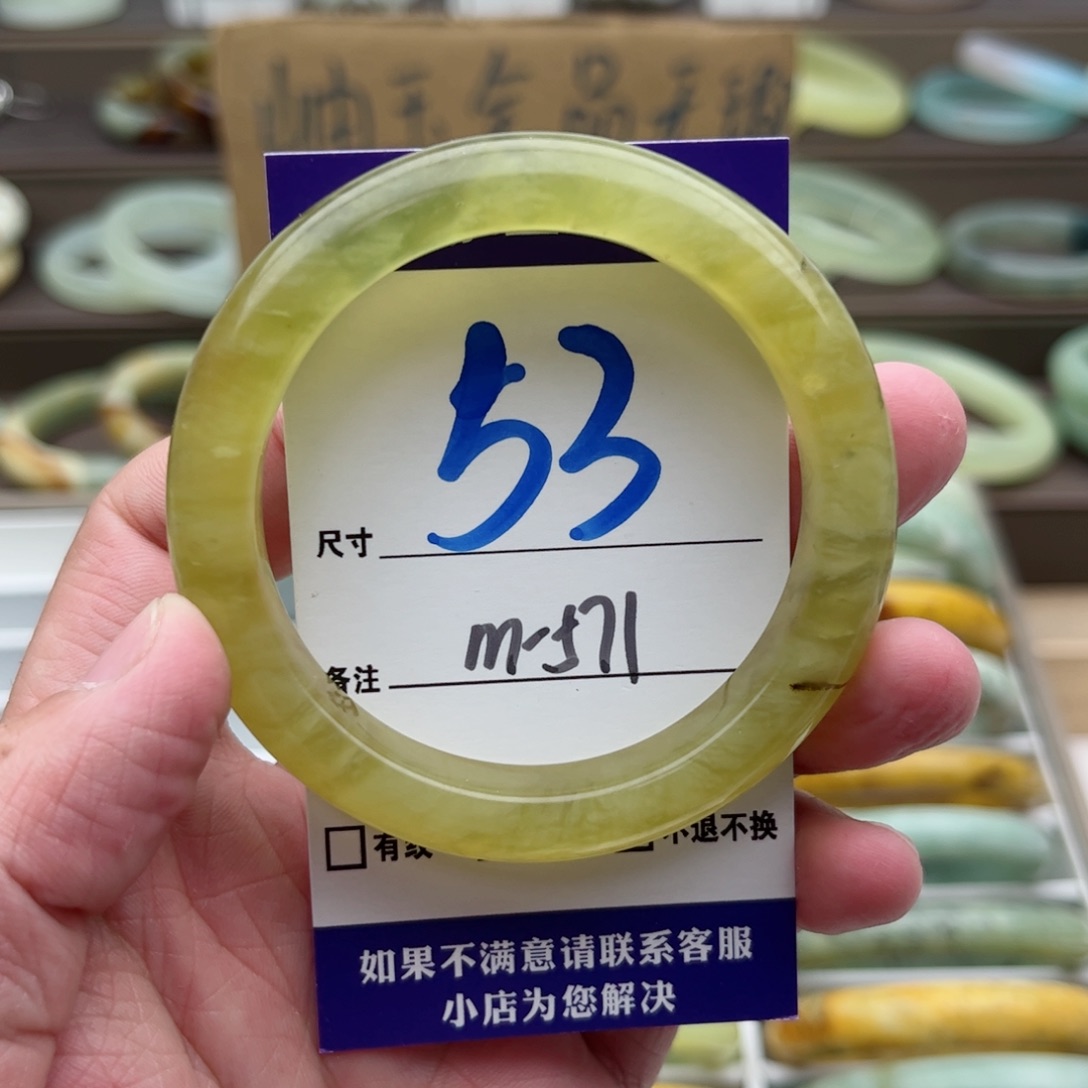 53
尺寸
m-571
备注
有纹
不退不换
如果不满意请联系客服
小店为您解决